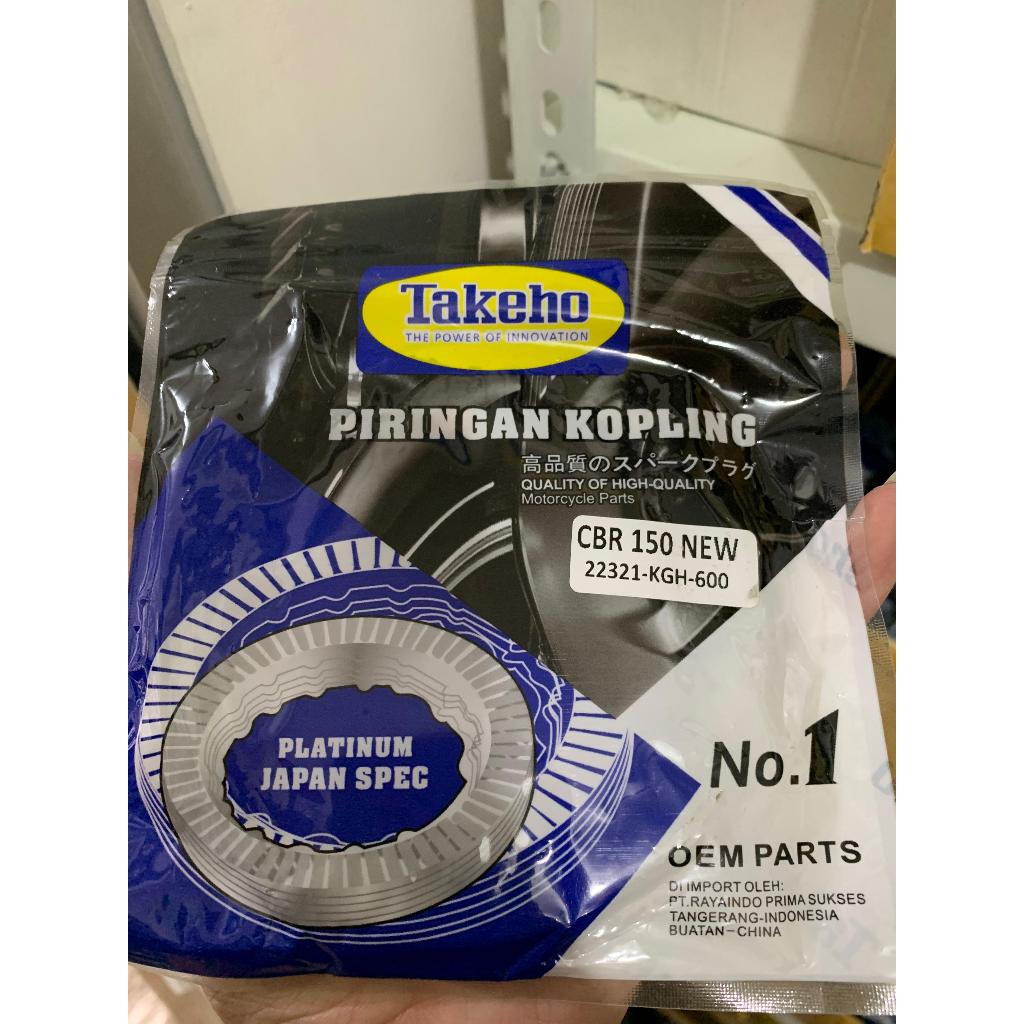 Takeho
THE POWER OF INNOVATION
PIRINGAN KOPLING
高品質のスパークプラグ
QUALITY OF HIGH-QUALITY
Motorcycle Parts
CBR 150 NEW
22321-KGH-600
PLATINUM
JAPAN SPEC
No.1
OEM PARTS
DI IMPORT OLEH:
PT.RAYAINDO PRIMA SUKSES
TANGERANG-INDONESIA
BUATAN-CHINA